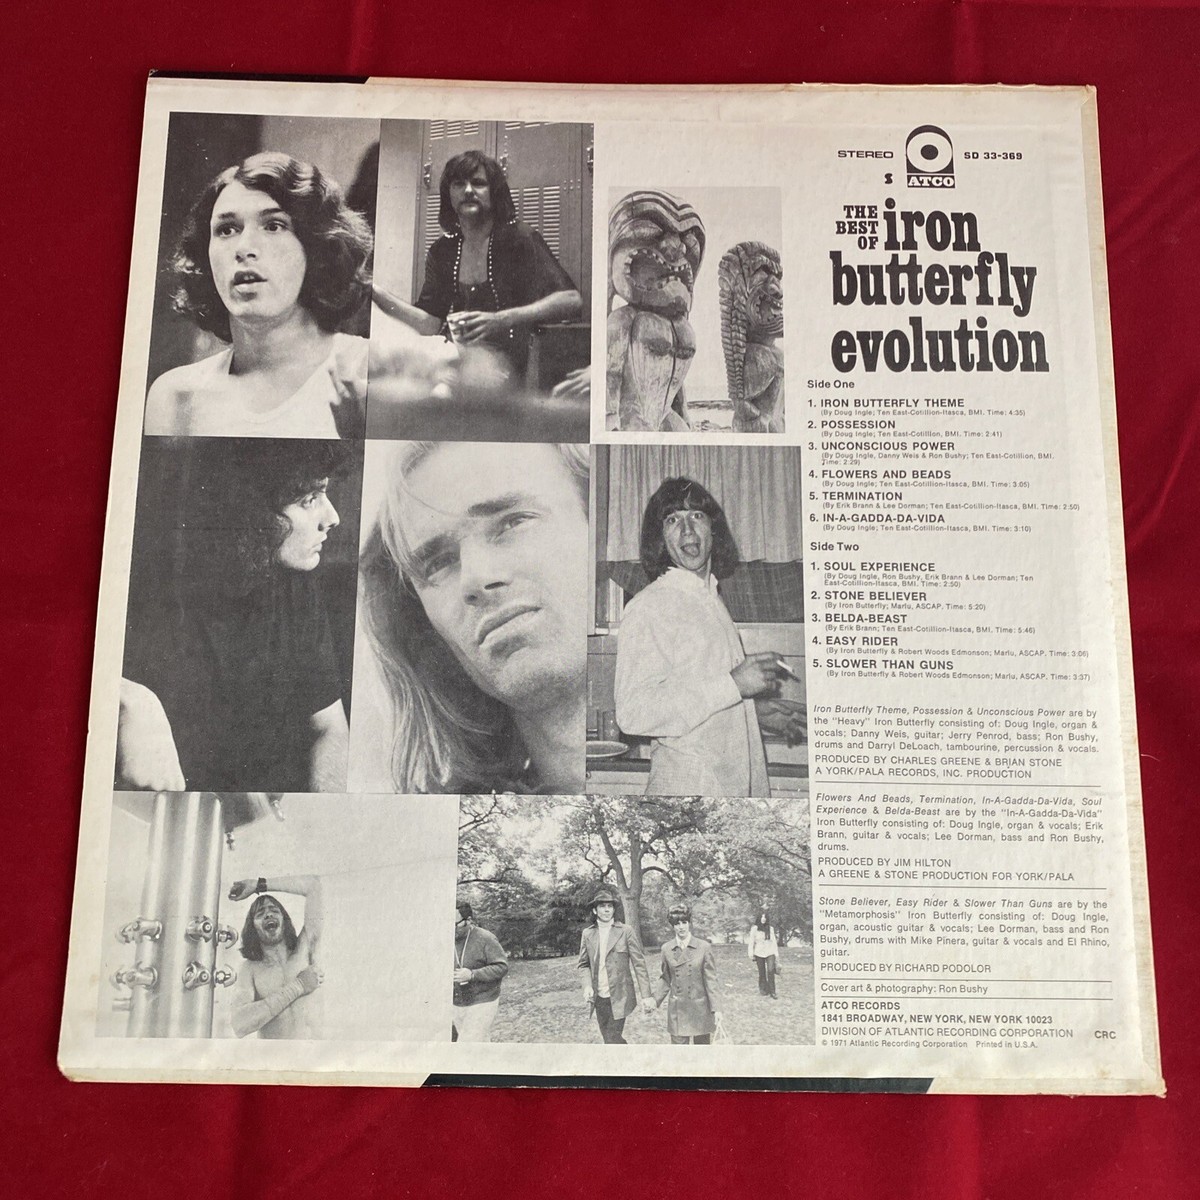 STEREO ATCO SD 33-369
S
THE BEST OF iron
butterfly
evolution
Side One
1. IRON BUTTERFLY THEME
(By Doug Ingle; Ten East-Cotillion-Itasca, BMI. Time: 4:35)
2. POSSESSION
(By Doug Ingle; Ten East-Cotillion, BMI. Time: 2:41)
3. UNCONSCIOUS POWER
(By Doug Ingle, Danny Weis & Ron Bushy; Ten East-Cotillion, BMI.
Time: 2:29)
4. FLOWERS AND BEADS
(By Doug Ingle; Ten East-Cotillion-Itasca, BMI. Time: 3:05)
5. TERMINATION
(By Erik Brann & Lee Dorman; Ten East-Cotillion-Itasca, BMI. Time: 2:50)
6. IN-A-GADDA-DA-VIDA
(By Doug Ingle; Ten East-Cotillion-Itasca, BMI. Time: 3:10)
Side Two
1. SOUL EXPERIENCE
(By Doug Ingle, Ron Bushy, Erik Brann & Lee Dorman; Ten
East-Cotillion-Itasca, BMI. Time: 2:50)
2. STONE BELIEVER
(By Iron Butterfly; Marlu, ASCAP. Time: 5:20)
3. BELDA-BEAST
(By Erik Brann; Ten East-Cotillion-Itasca, BMI. Time: 5:46)
4. EASY RIDER
(By Iron Butterfly & Robert Woods Edmonson; Marlu, ASCAP. Time: 3:06)
5. SLOWER THAN GUNS
(By Iron Butterfly & Robert Woods Edmonson; Marlu, ASCAP. Time: 3:37)
Iron Butterfly Theme, Possession & Unconscious Power are by
the "Heavy" Iron Butterfly consisting of: Doug Ingle, organ &
vocals; Danny Weis, guitar; Jerry Penrod, bass; Ron Bushy,
drums and Darryl DeLoach, tambourine, percussion & vocals.
PRODUCED BY CHARLES GREENE & BRIAN STONE
A YORK/PALA RECORDS, INC. PRODUCTION
Flowers And Beads, Termination, In-A-Gadda-Da-Vida, Soul
Experience & Belda-Beast are by the "In-A-Gadda-Da-Vida"
Iron Butterfly consisting of: Doug Ingle, organ & vocals; Erik
Brann, guitar & vocals; Lee Dorman, bass and Ron Bushy,
drums.
PRODUCED BY JIM HILTON
A GREENE & STONE PRODUCTION FOR YORK/PALA
Stone Believer, Easy Rider & Slower Than Guns are by the
"Metamorphosis" Iron Butterfly consisting of: Doug Ingle,
organ, acoustic guitar & vocals; Lee Dorman, bass and Ron
Bushy, drums with Mike Pinera, guitar & vocals and El Rhino,
guitar.
PRODUCED BY RICHARD PODOLOR
Cover art & photography: Ron Bushy
ATCO RECORDS
1841 BROADWAY, NEW YORK, NEW YORK 10023
DIVISION OF ATLANTIC RECORDING CORPORATION CRC
© 1971 Atlantic Recording Corporation Printed in U.S.A.